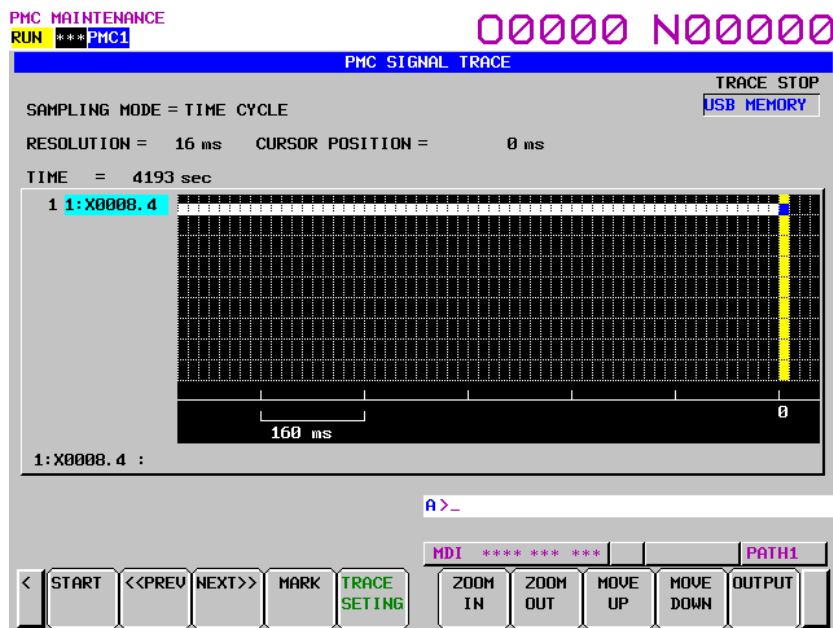 PMC MAINTENANCE
RUN ***PMC1
O0000 N00000
PMC SIGNAL TRACE
TRACE STOP
USB MEMORY
SAMPLING MODE = TIME CYCLE
RESOLUTION = 16 ms CURSOR POSITION = 0 ms
TIME = 4193 sec
1 1:X0008.4
0
160 ms
1:X0008.4 :
A>_
MDI **** *** *** PATH1
< START <<PREV NEXT>> MARK TRACE SETING ZOOM IN ZOOM OUT MOVE UP MOVE DOWN OUTPUT